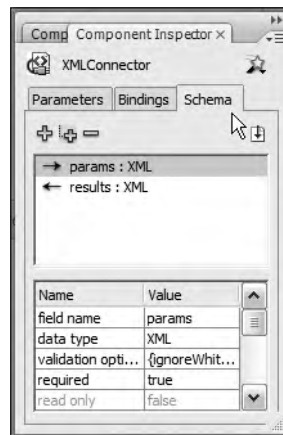 Comp Component Inspector ×
XMLConnector
Parameters Bindings Schema
→ params : XML
← results : XML
Name Value
field name params
data type XML
validation opti... {ignoreWhit...
required true
read only false